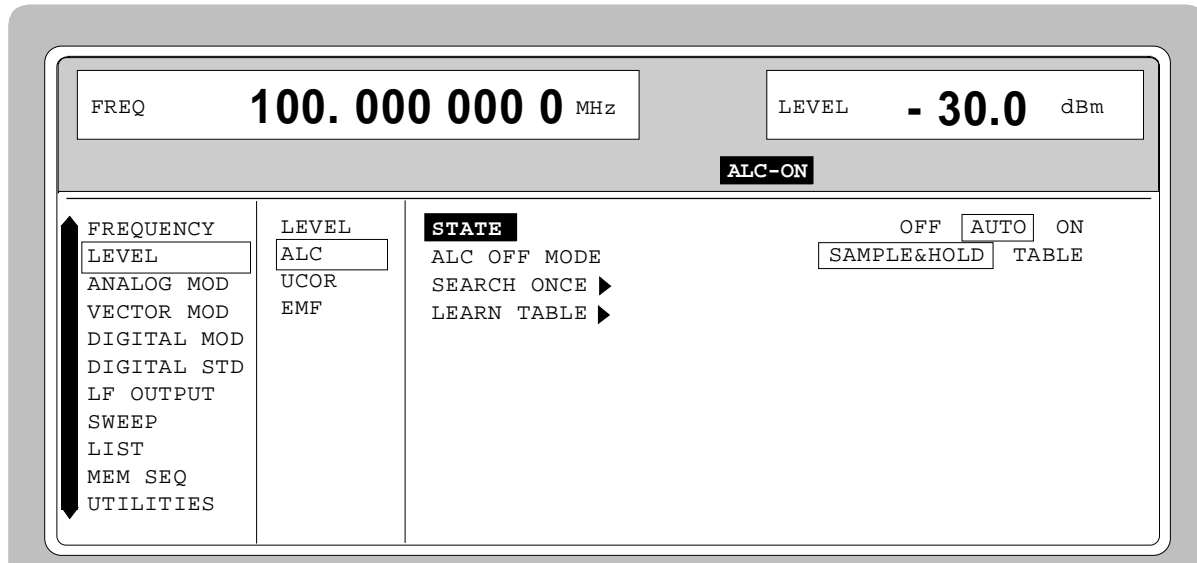 FREQ 100. 000 000 0 MHz LEVEL - 30.0 dBm
ALC-ON
FREQUENCY
LEVEL
ANALOG MOD
VECTOR MOD
DIGITAL MOD
DIGITAL STD
LF OUTPUT
SWEEP
LIST
MEM SEQ
UTILITIES
LEVEL
ALC
UCOR
EMF
STATE OFF AUTO ON
ALC OFF MODE SAMPLE&HOLD TABLE
SEARCH ONCE
LEARN TABLE